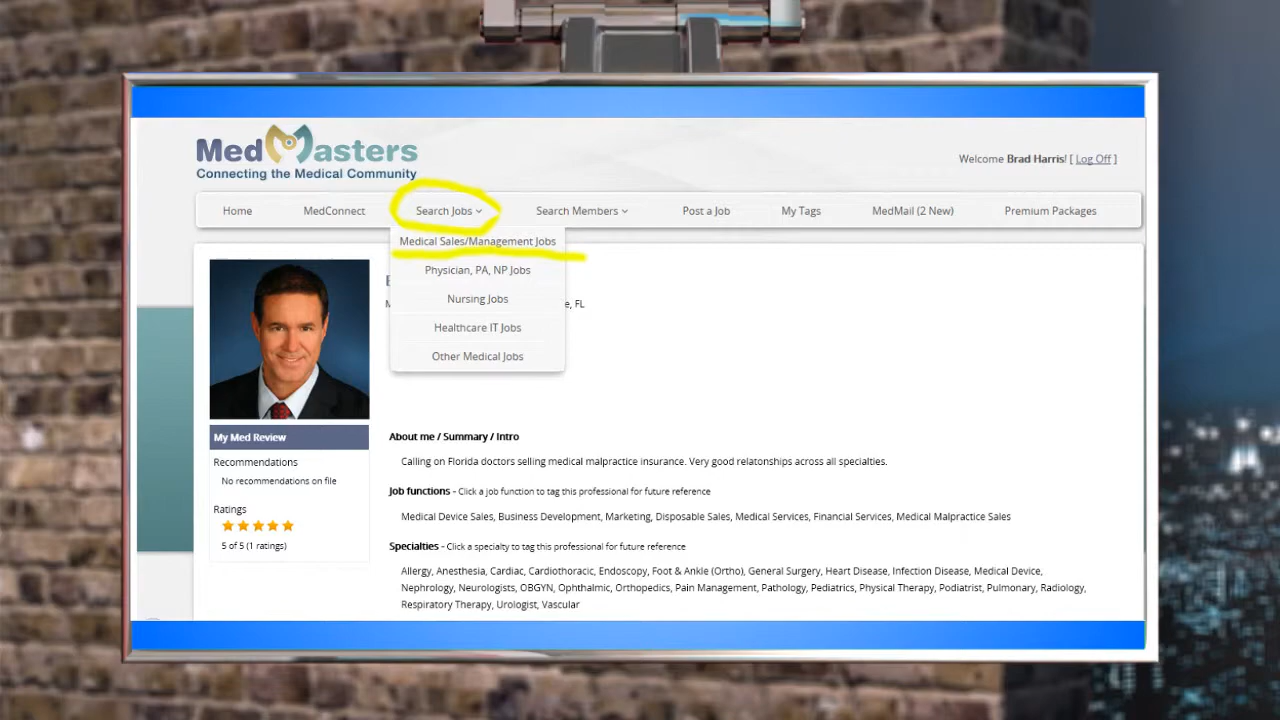 MedMasters
Connecting the Medical Community
Welcome Brad Harris! [ Log Off ]
Home MedConnect Search Jobs Search Members Post a Job My Tags MedMail (2 New) Premium Packages
Medical Sales/Management Jobs
Physician, PA, NP Jobs
Nursing Jobs
Healthcare IT Jobs
Other Medical Jobs
, FL
My Med Review
Recommendations
No recommendations on file
Ratings
5 of 5 (1 ratings)
About me / Summary / Intro
Calling on Florida doctors selling medical malpractice insurance. Very good relatonships across all specialties.
Job functions - Click a job function to tag this professional for future reference
Medical Device Sales, Business Development, Marketing, Disposable Sales, Medical Services, Financial Services, Medical Malpractice Sales
Specialties - Click a specialty to tag this professional for future reference
Allergy, Anesthesia, Cardiac, Cardiothoracic, Endoscopy, Foot & Ankle (Ortho), General Surgery, Heart Disease, Infection Disease, Medical Device,
Nephrology, Neurologists, OBGYN, Ophthalmic, Orthopedics, Pain Management, Pathology, Pediatrics, Physical Therapy, Podiatrist, Pulmonary, Radiology,
Respiratory Therapy, Urologist, Vascular